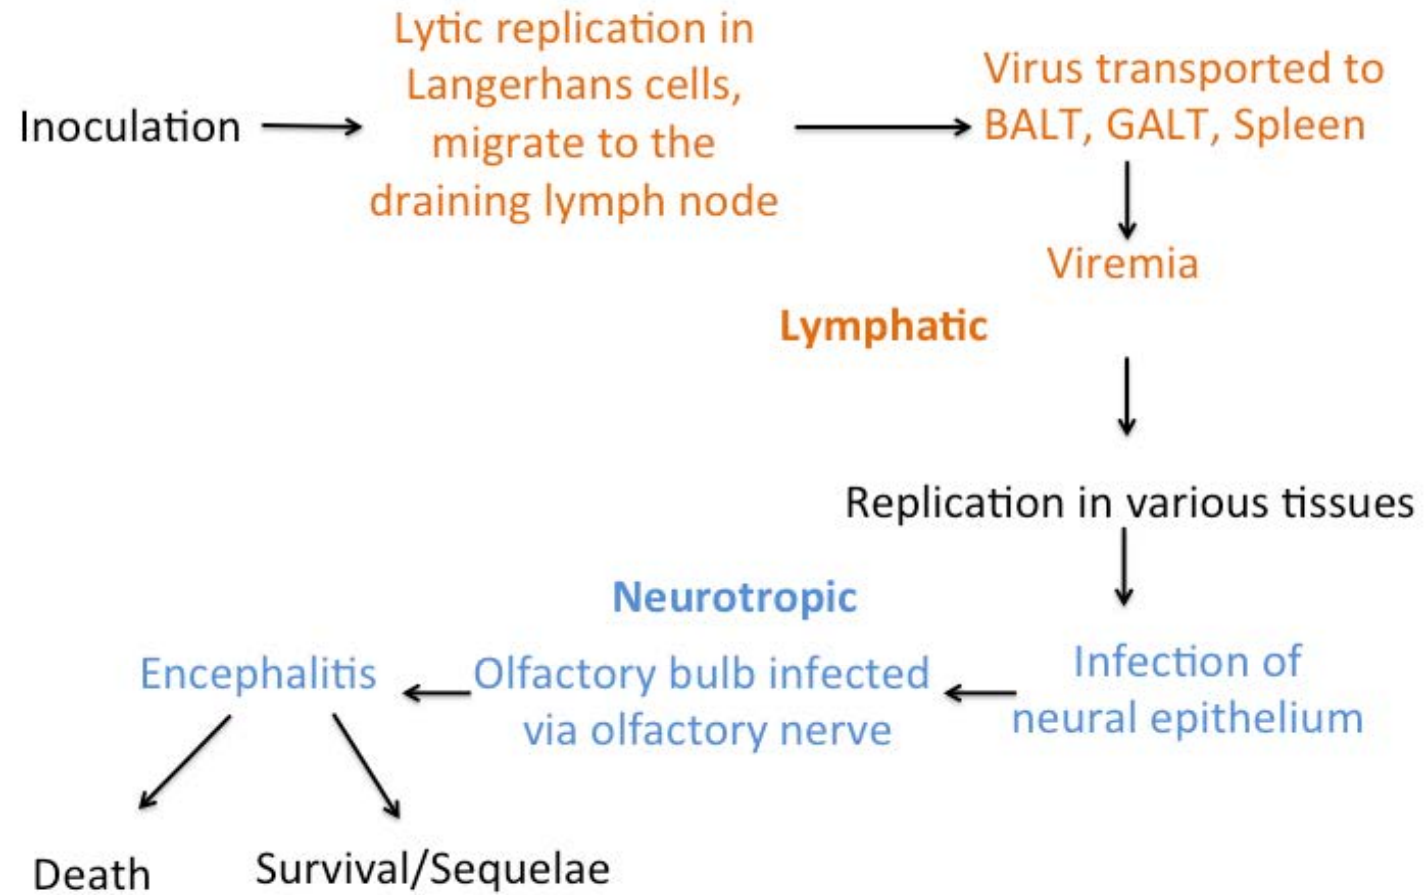 Inoculation
Lytic replication in
Langerhans cells,
migrate to the
draining lymph node
Virus transported to
BALT, GALT, Spleen
Viremia
Lymphatic
Replication in various tissues
Neurotropic
Infection of
neural epithelium
Olfactory bulb infected
via olfactory nerve
Encephalitis
Death
Survival/Sequelae